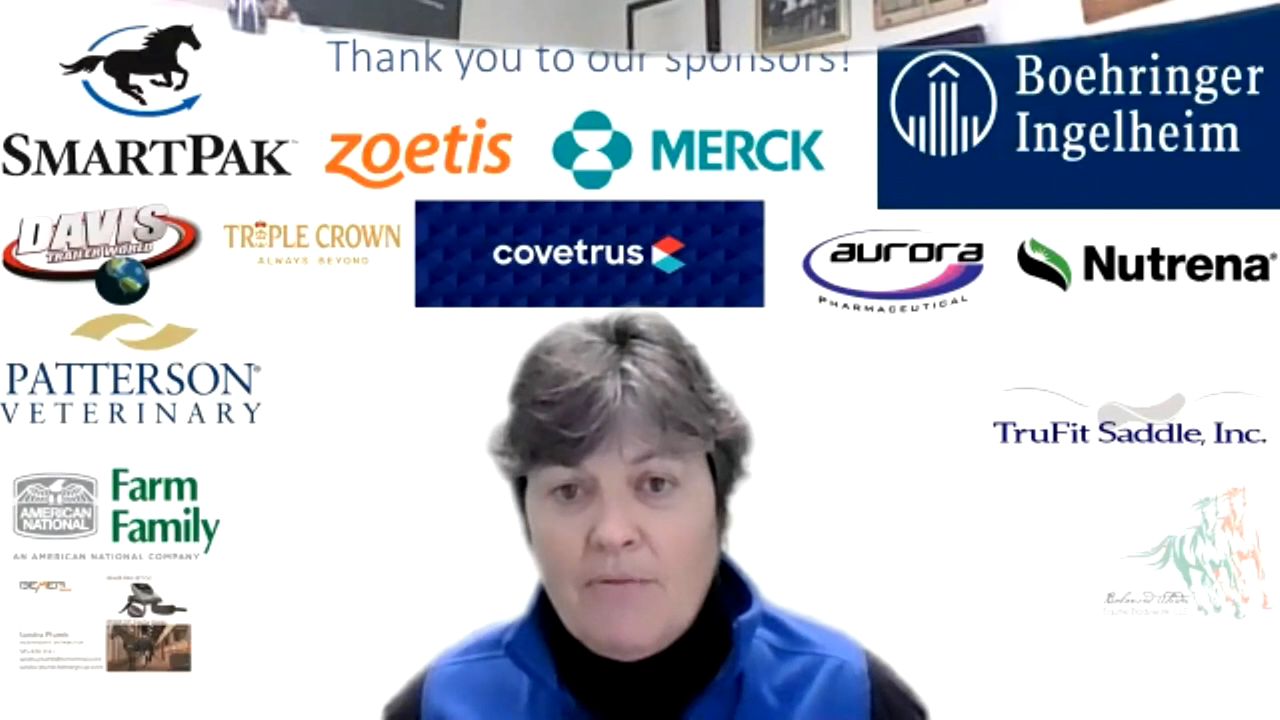 Thank you to our sponsors!
SMARTPAK™
zoetis
MERCK
Boehringer
Ingelheim
DAVIS
TRAILER WORLD
TRIPLE CROWN
ALWAYS BEYOND
covetrus
aurora
PHARMACEUTICAL
Nutrena®
PATTERSON®
VETERINARY
TruFit Saddle, Inc.
AMERICAN
NATIONAL
Farm
Family
AN AMERICAN NATIONAL COMPANY